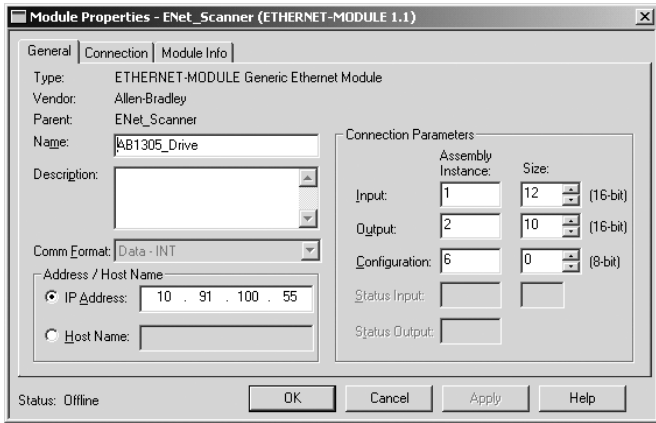 Module Properties - ENet_Scanner (ETHERNET-MODULE 1.1)
General Connection Module Info
Type: ETHERNET-MODULE Generic Ethernet Module
Vendor: Allen-Bradley
Parent: ENet_Scanner
Name: AB1305_Drive
Description:
Comm Format: Data - INT
Address / Host Name
IP Address: 10 . 91 . 100 . 55
Host Name:
Connection Parameters
Assembly Instance: Size:
Input: 1 12 (16-bit)
Output: 2 10 (16-bit)
Configuration: 6 0 (8-bit)
Status Input:
Status Output:
Status: Offline OK Cancel Apply Help